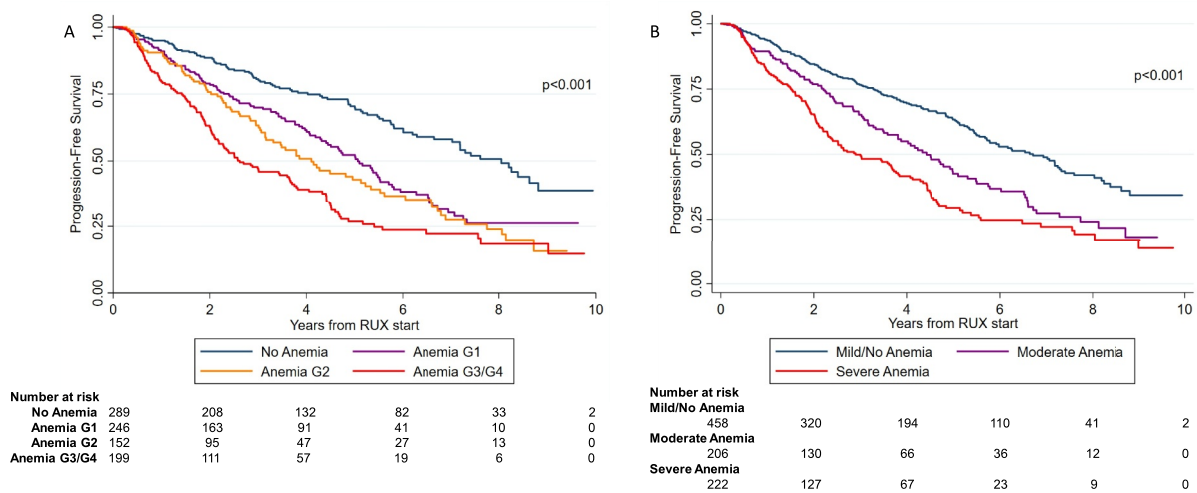 A
Progression-Free Survival
1.00
0.75
0.50
0.25
0.00
p<0.001
0 2 4 6 8 10
Years from RUX start
No Anemia Anemia G1
Anemia G2 Anemia G3/G4
Number at risk
No Anemia 289 208 132 82 33 2
Anemia G1 246 163 91 41 10 0
Anemia G2 152 95 47 27 13 0
Anemia G3/G4 199 111 57 19 6 0
B
Progression-Free Survival
1.00
0.75
0.50
0.25
0.00
p<0.001
0 2 4 6 8 10
Years from RUX start
Mild/No Anemia Moderate Anemia
Severe Anemia
Number at risk
Mild/No Anemia
458 320 194 110 41 2
Moderate Anemia
206 130 66 36 12 0
Severe Anemia
222 127 67 23 9 0